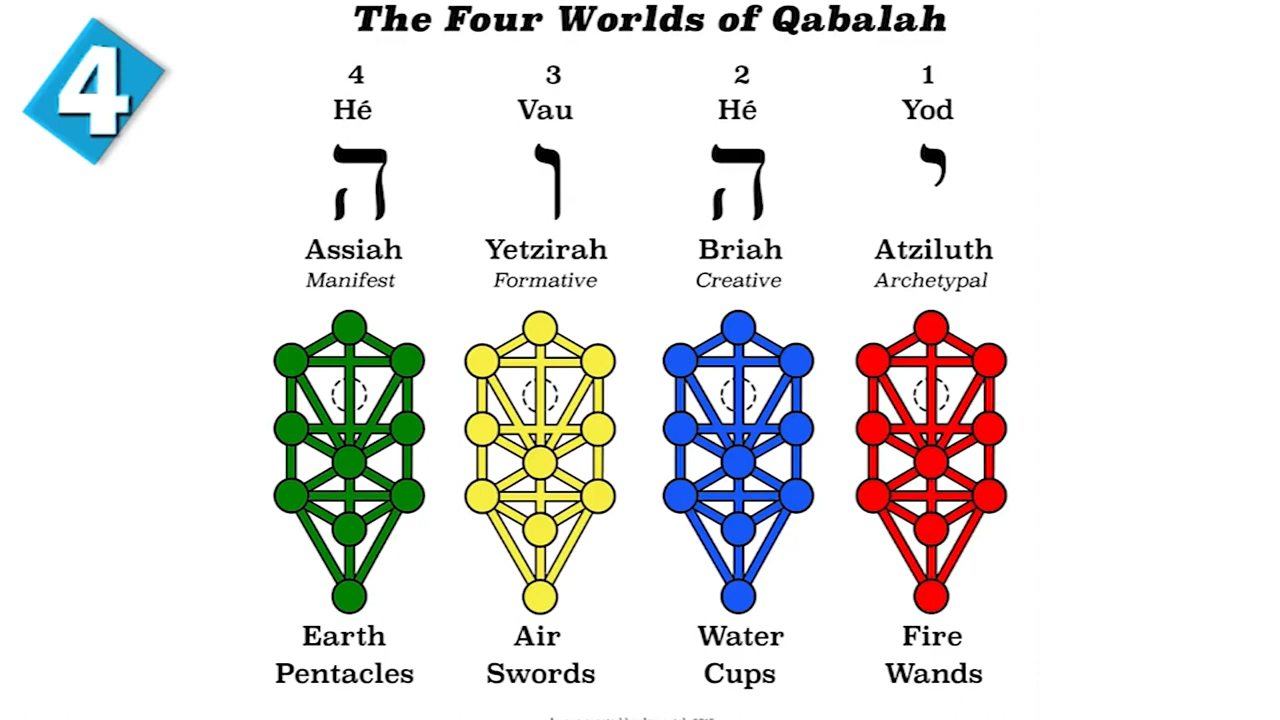 The Four Worlds of Qabalah
4
4 3 2 1
Hé Vau Hé Yod
ה ו ה י
Assiah Yetzirah Briah Atziluth
Manifest Formative Creative Archetypal
Earth Air Water Fire
Pentacles Swords Cups Wands